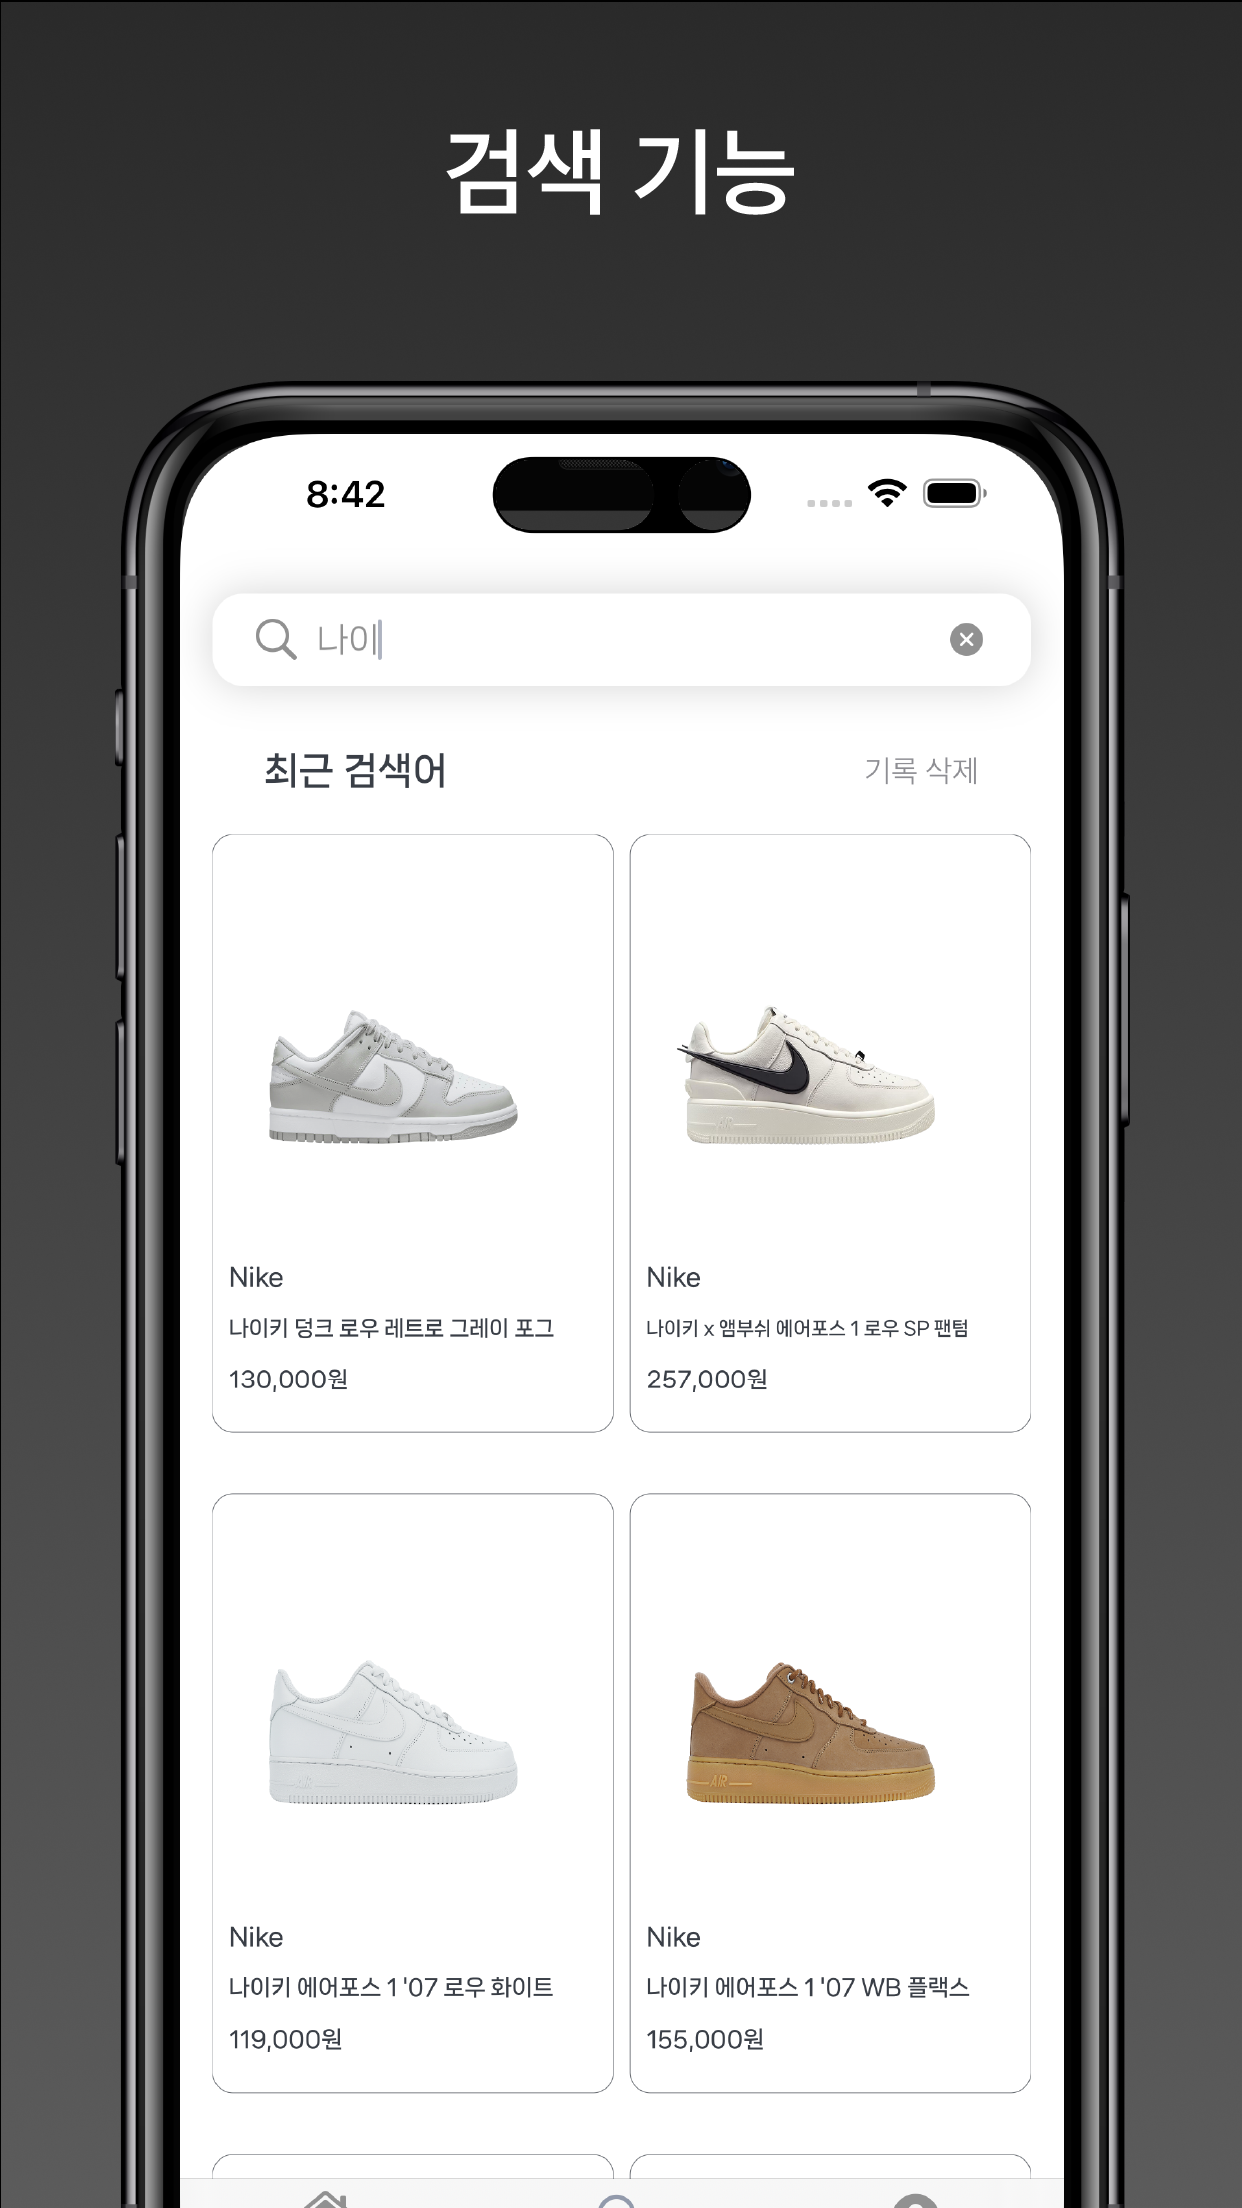 검색 기능
8:42
나이
최근 검색어 기록 삭제
Nike
나이키 덩크 로우 레트로 그레이 포그
130,000원
Nike
나이키 x 앰부쉬 에어포스 1 로우 SP 팬텀
257,000원
Nike
나이키 에어포스 1 '07 로우 화이트
119,000원
Nike
나이키 에어포스 1 '07 WB 플랙스
155,000원